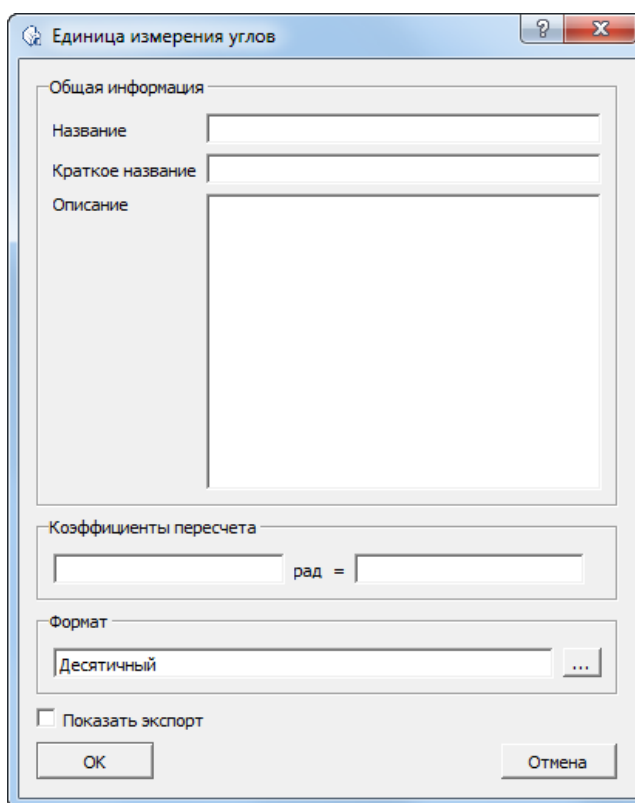 Единица измерения углов
Общая информация
Название
Краткое название
Описание
Коэффициенты пересчета
рад =
Формат
Десятичный
...
Показать экспорт
OK
Отмена